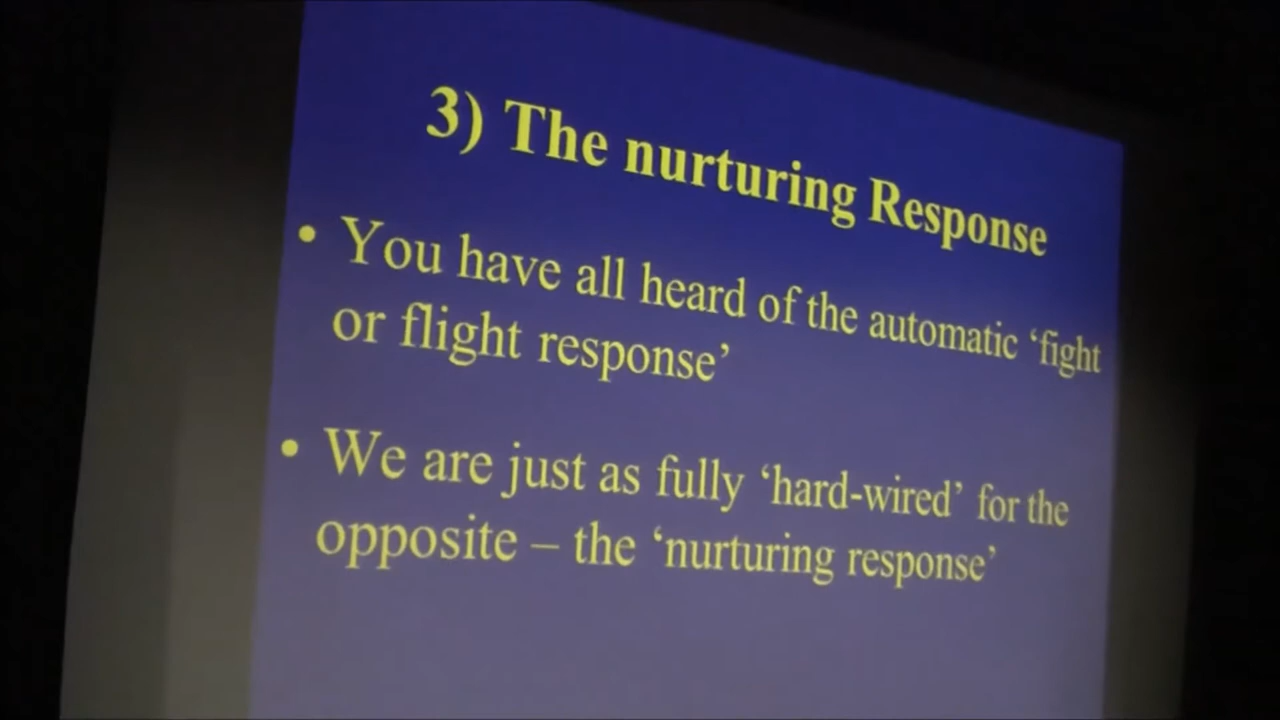 3) The nurturing Response
• You have all heard of the automatic ‘fight
or flight response’
• We are just as fully ‘hard-wired’ for the
opposite – the ‘nurturing response’